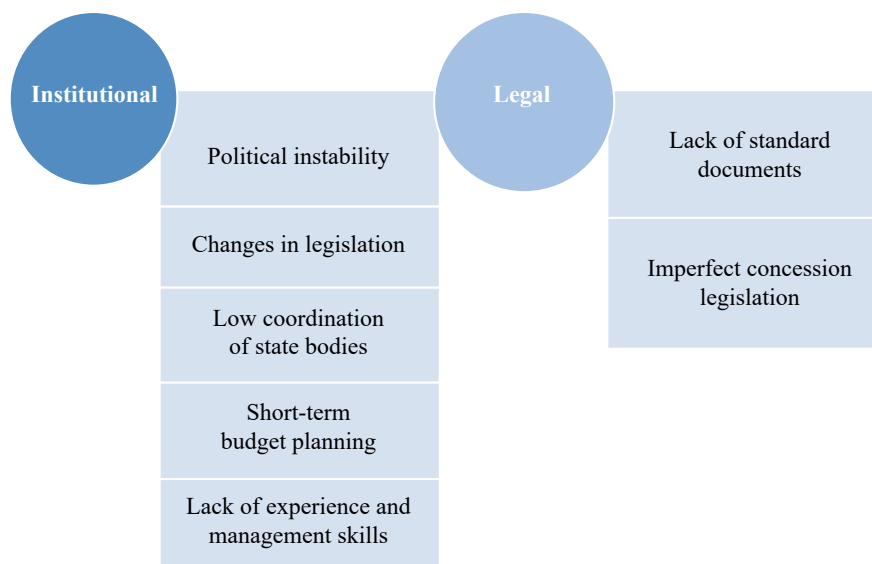 Institutional
Political instability
Changes in legislation
Low coordination
of state bodies
Short-term
budget planning
Lack of experience and
management skills
Legal
Lack of standard
documents
Imperfect concession
legislation